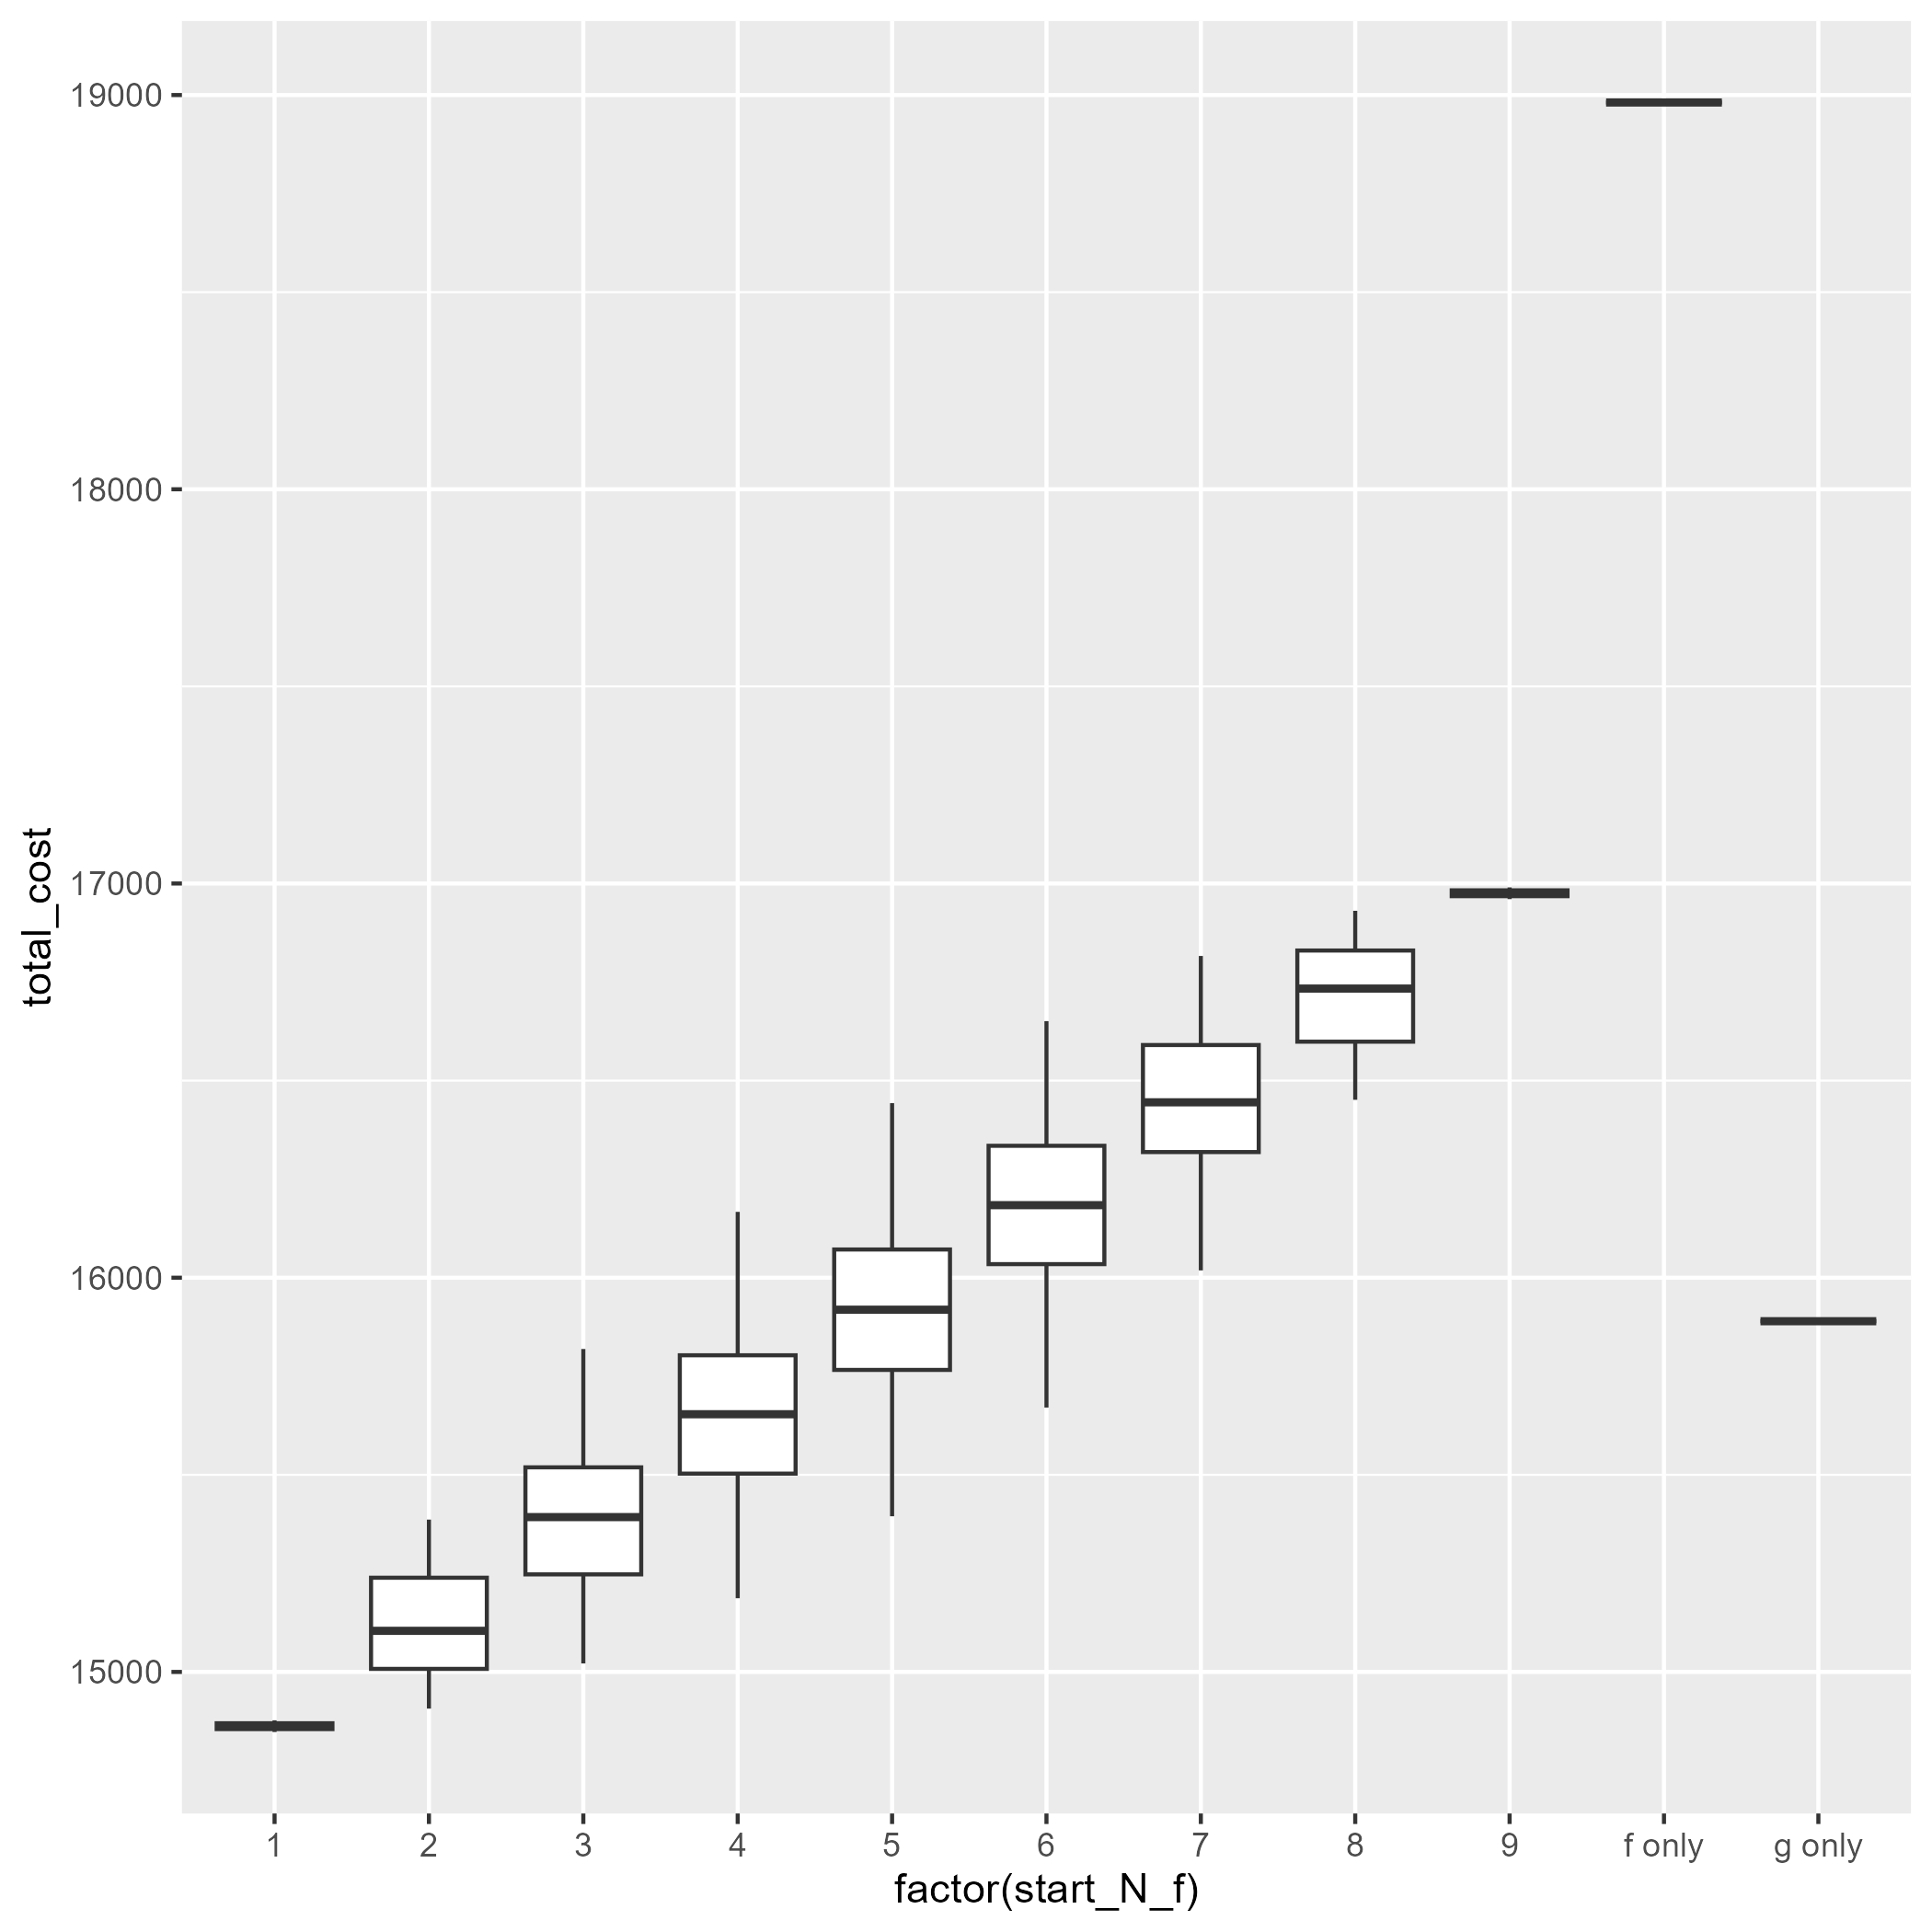 19000
18000
17000
16000
15000
total_cost
1 2 3 4 5 6 7 8 9 f only g only
factor(start_N_f)